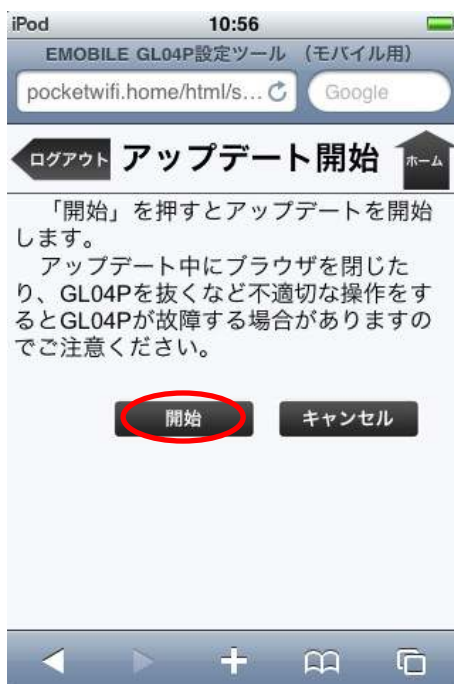 iPod 10:56
EMOBILE GL04P設定ツール （モバイル用）
pocketwifi.home/html/s... Google
ログアウト アップデート開始 ホーム
「開始」を押すとアップデートを開始
します。
アップデート中にブラウザを閉じた
り、GL04Pを抜くなど不適切な操作をす
るとGL04Pが故障する場合がありますの
でご注意ください。
開始 キャンセル